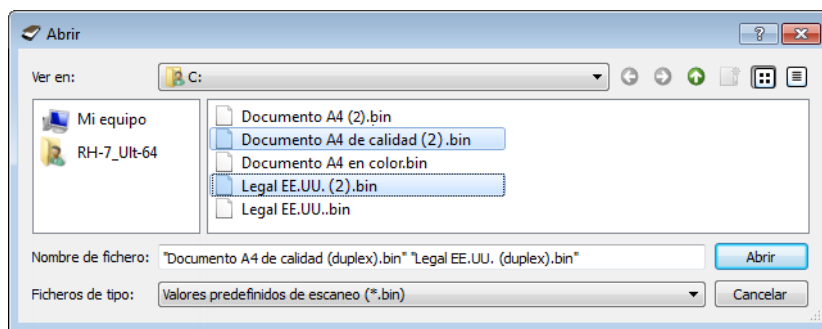 Abrir
Ver en:
C:
Mi equipo
RH-7_Ult-64
Documento A4 (2).bin
Documento A4 de calidad (2).bin
Documento A4 en color.bin
Legal EE.UU. (2).bin
Legal EE.UU..bin
Nombre de fichero: "Documento A4 de calidad (duplex).bin" "Legal EE.UU. (duplex).bin" Abrir
Ficheros de tipo: Valores predefinidos de escaneo (*.bin) Cancelar